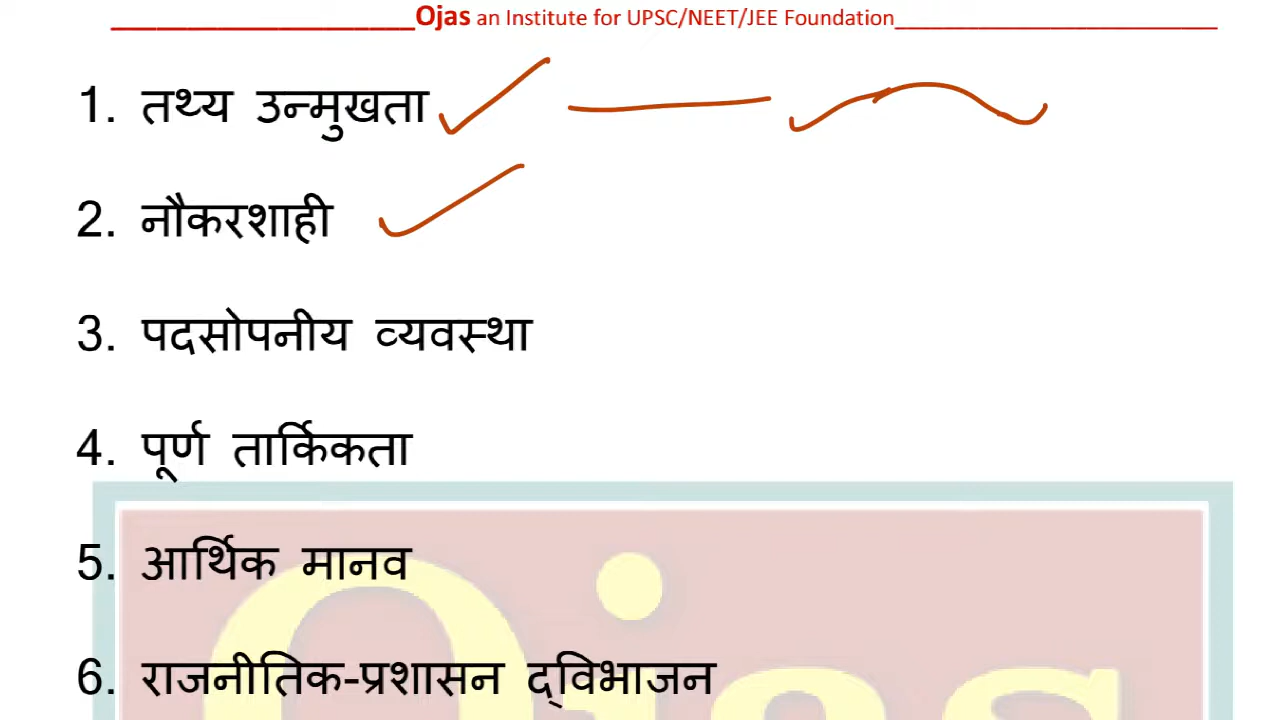 Ojas an Institute for UPSC/NEET/JEE Foundation
1. तथ्य उन्मुखता
2. नौकरशाही
3. पदसोपनीय व्यवस्था
4. पूर्ण तार्किकता
5. आर्थिक मानव
6. राजनीतिक-प्रशासन द्विभाजन
Ojas